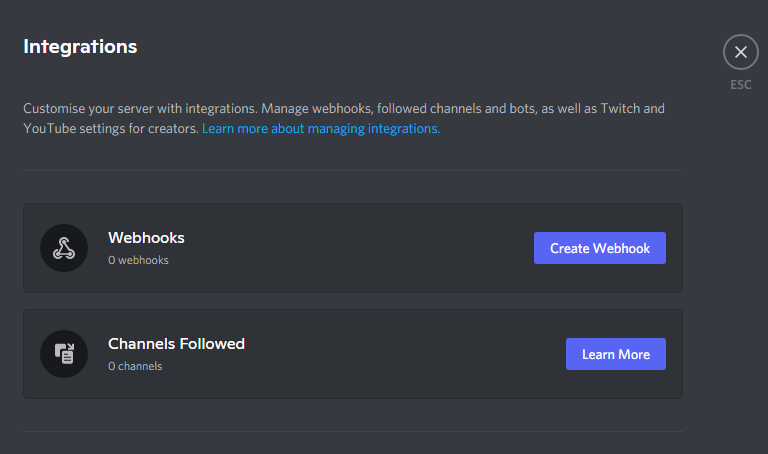 Integrations
ESC
Customise your server with integrations. Manage webhooks, followed channels and bots, as well as Twitch and
YouTube settings for creators. Learn more about managing integrations.
Webhooks
0 webhooks
Create Webhook
Channels Followed
0 channels
Learn More